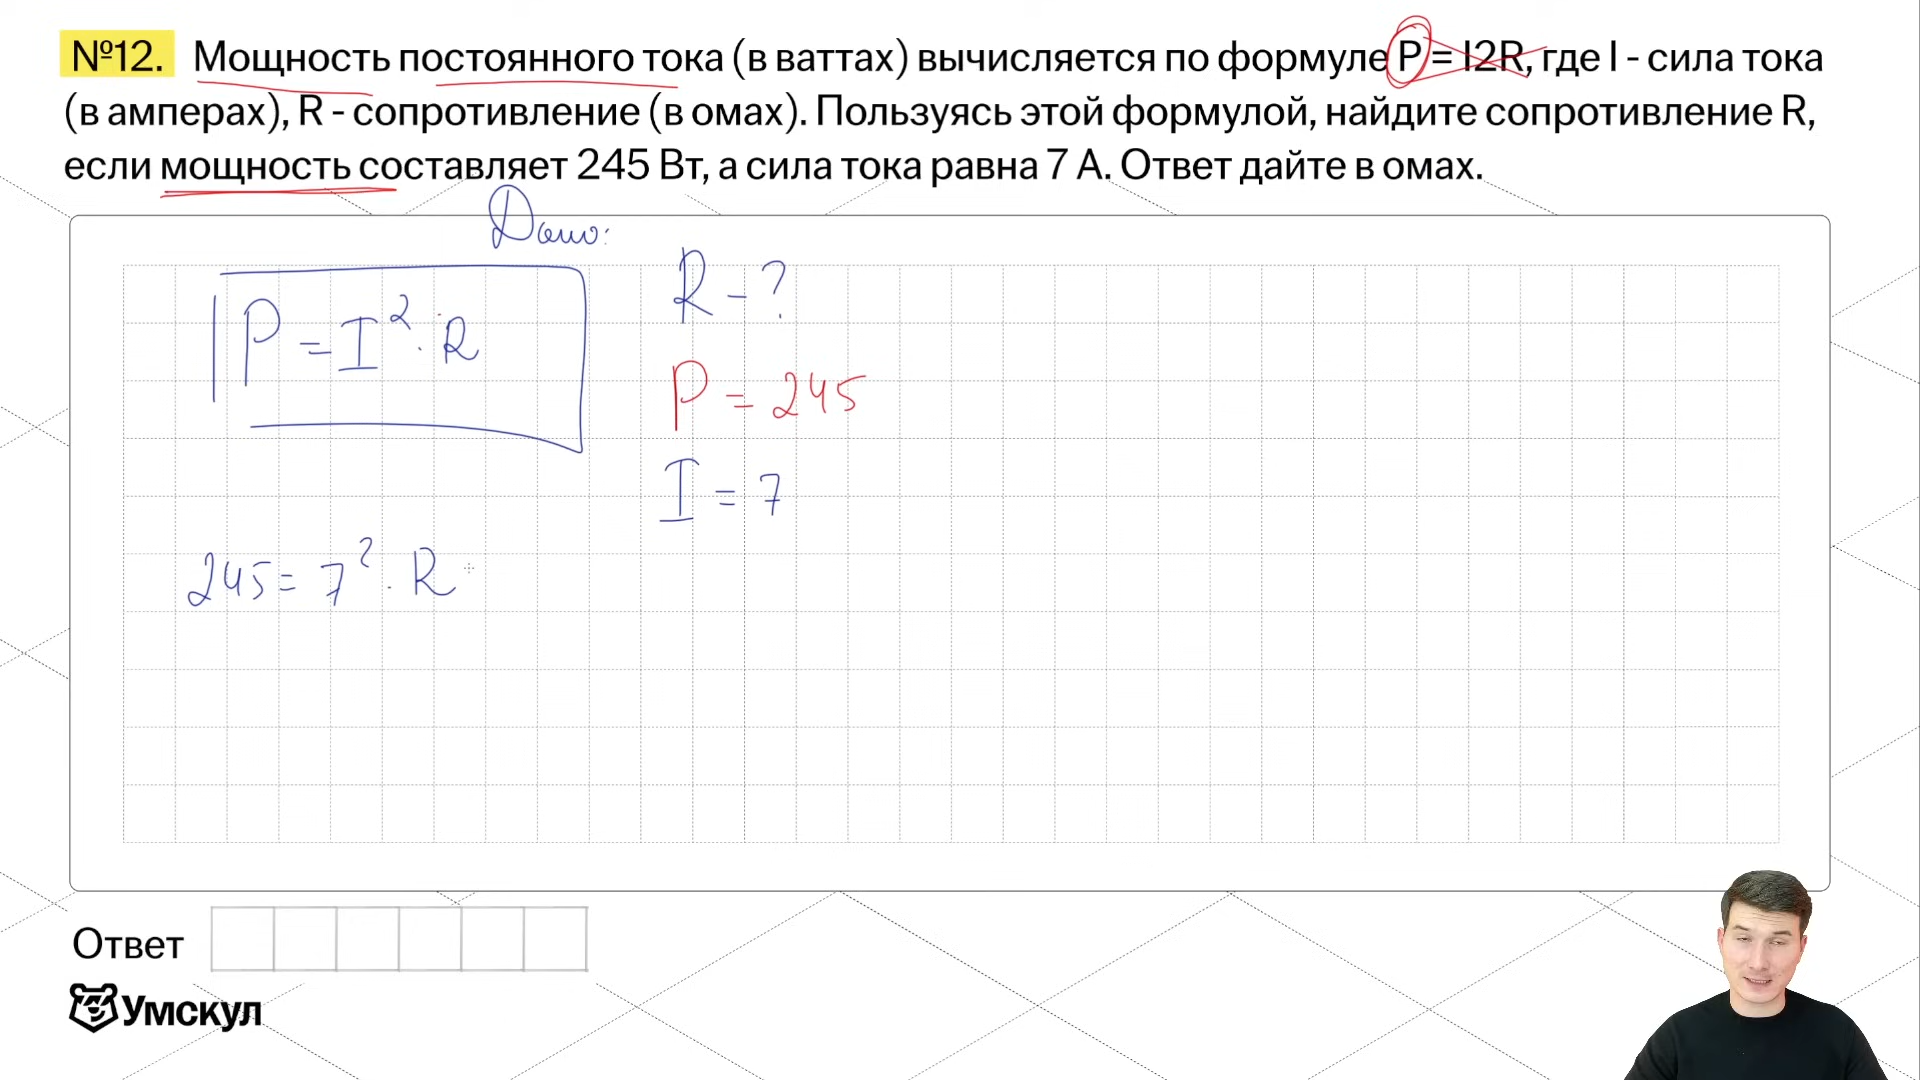 №12. Мощность постоянного тока (в ваттах) вычисляется по формуле P = I2R, где I - сила тока
(в амперах), R - сопротивление (в омах). Пользуясь этой формулой, найдите сопротивление R,
если мощность составляет 245 Вт, а сила тока равна 7 А. Ответ дайте в омах.
Дано:
P = I² · R
R - ?
P = 245
I = 7
245 = 7² · R
Ответ
Умскул